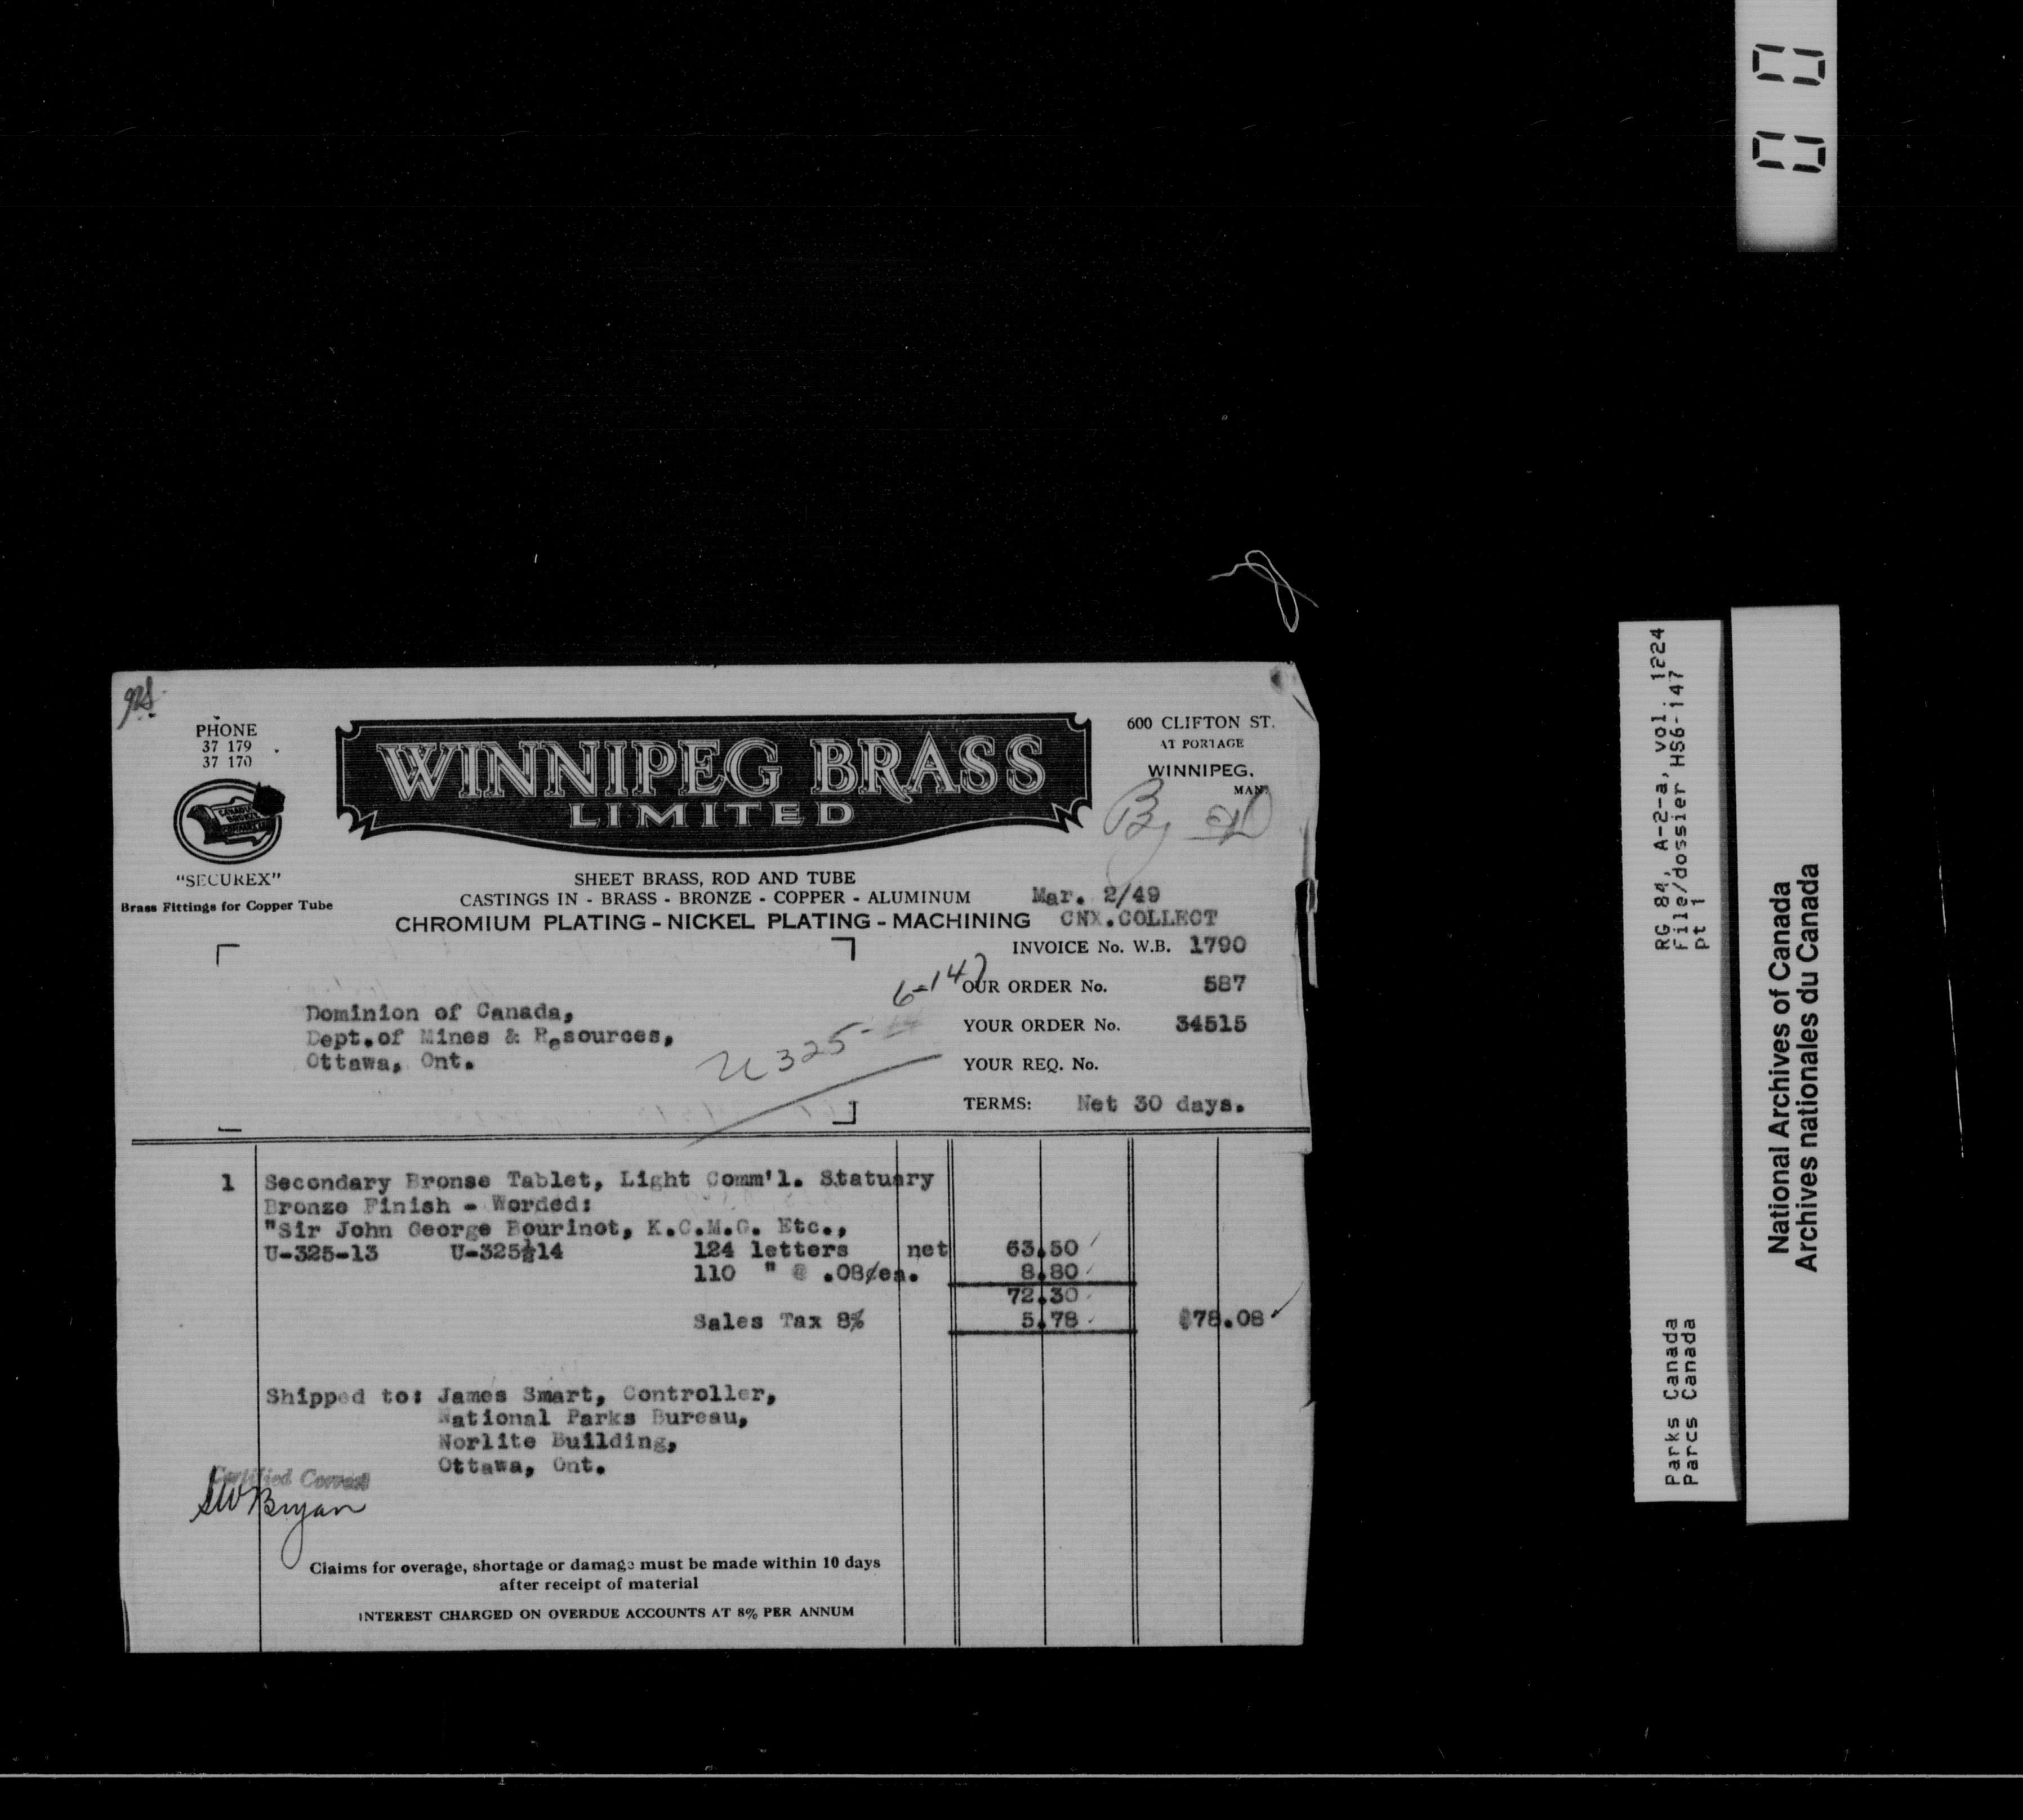 PHONE
37 179
37 170
WINNIPEG BRASS
LIMITED
600 CLIFTON ST.
AT PORTAGE
WINNIPEG,
MAN.
"SECUREX"
Brass Fittings for Copper Tube
SHEET BRASS, ROD AND TUBE
CASTINGS IN - BRASS - BRONZE - COPPER - ALUMINUM
CHROMIUM PLATING - NICKEL PLATING - MACHINING
Mar. 2/49
CNX.COLLECT
INVOICE No. W.B. 1790
6-147
OUR ORDER No. 587
Dominion of Canada,
Dept.of Mines & Resources,
Ottawa, Ont.
U325-
YOUR ORDER No. 34515
YOUR REQ. No.
TERMS: Net 30 days.
1 Secondary Bronse Tablet, Light Comm'l. Statuary
Bronze Finish - Worded:
"Sir John George Bourinot, K.C.M.G. Etc.,
U-325-13 U-325-14 124 letters net 63.50
110 " @ .08¢ea. 8.80
72.30
Sales Tax 8% 5.78 $78.08
Shipped to: James Smart, Controller,
National Parks Bureau,
Norlite Building,
Ottawa, Ont.
Certified Correct
Bryan
Claims for overage, shortage or damage must be made within 10 days
after receipt of material
INTEREST CHARGED ON OVERDUE ACCOUNTS AT 8% PER ANNUM
RG 84, A-2-a, vol. 1224
File/dossier HS6-147
pt 1
Parks Canada
Parcs Canada
National Archives of Canada
Archives nationales du Canada